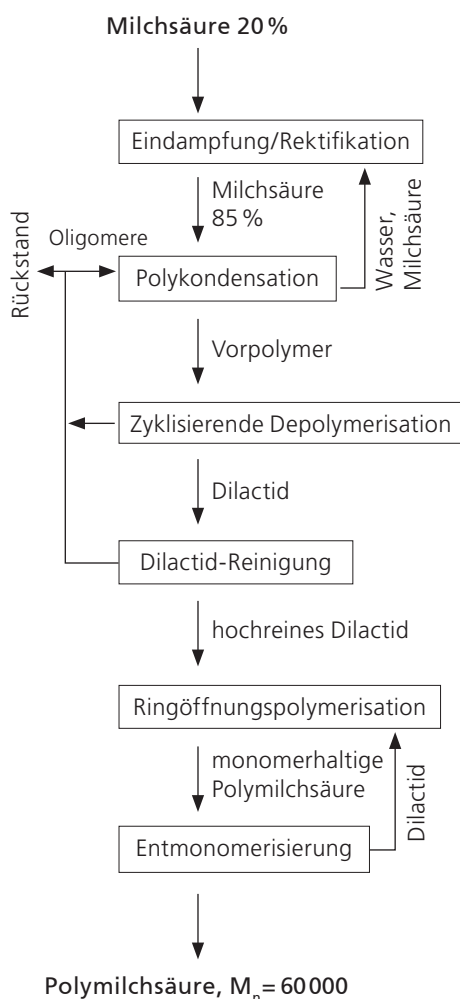 Milchsäure 20 %
Eindampfung/Rektifikation
Milchsäure
85 %
Wasser,
Milchsäure
Oligomere
Rückstand
Polykondensation
Vorpolymer
Zyklisierende Depolymerisation
Dilactid
Dilactid-Reinigung
hochreines Dilactid
Ringöffnungspolymerisation
monomerhaltige
Polymilchsäure
Dilactid
Entmonomerisierung
Polymilchsäure, Mn = 60 000